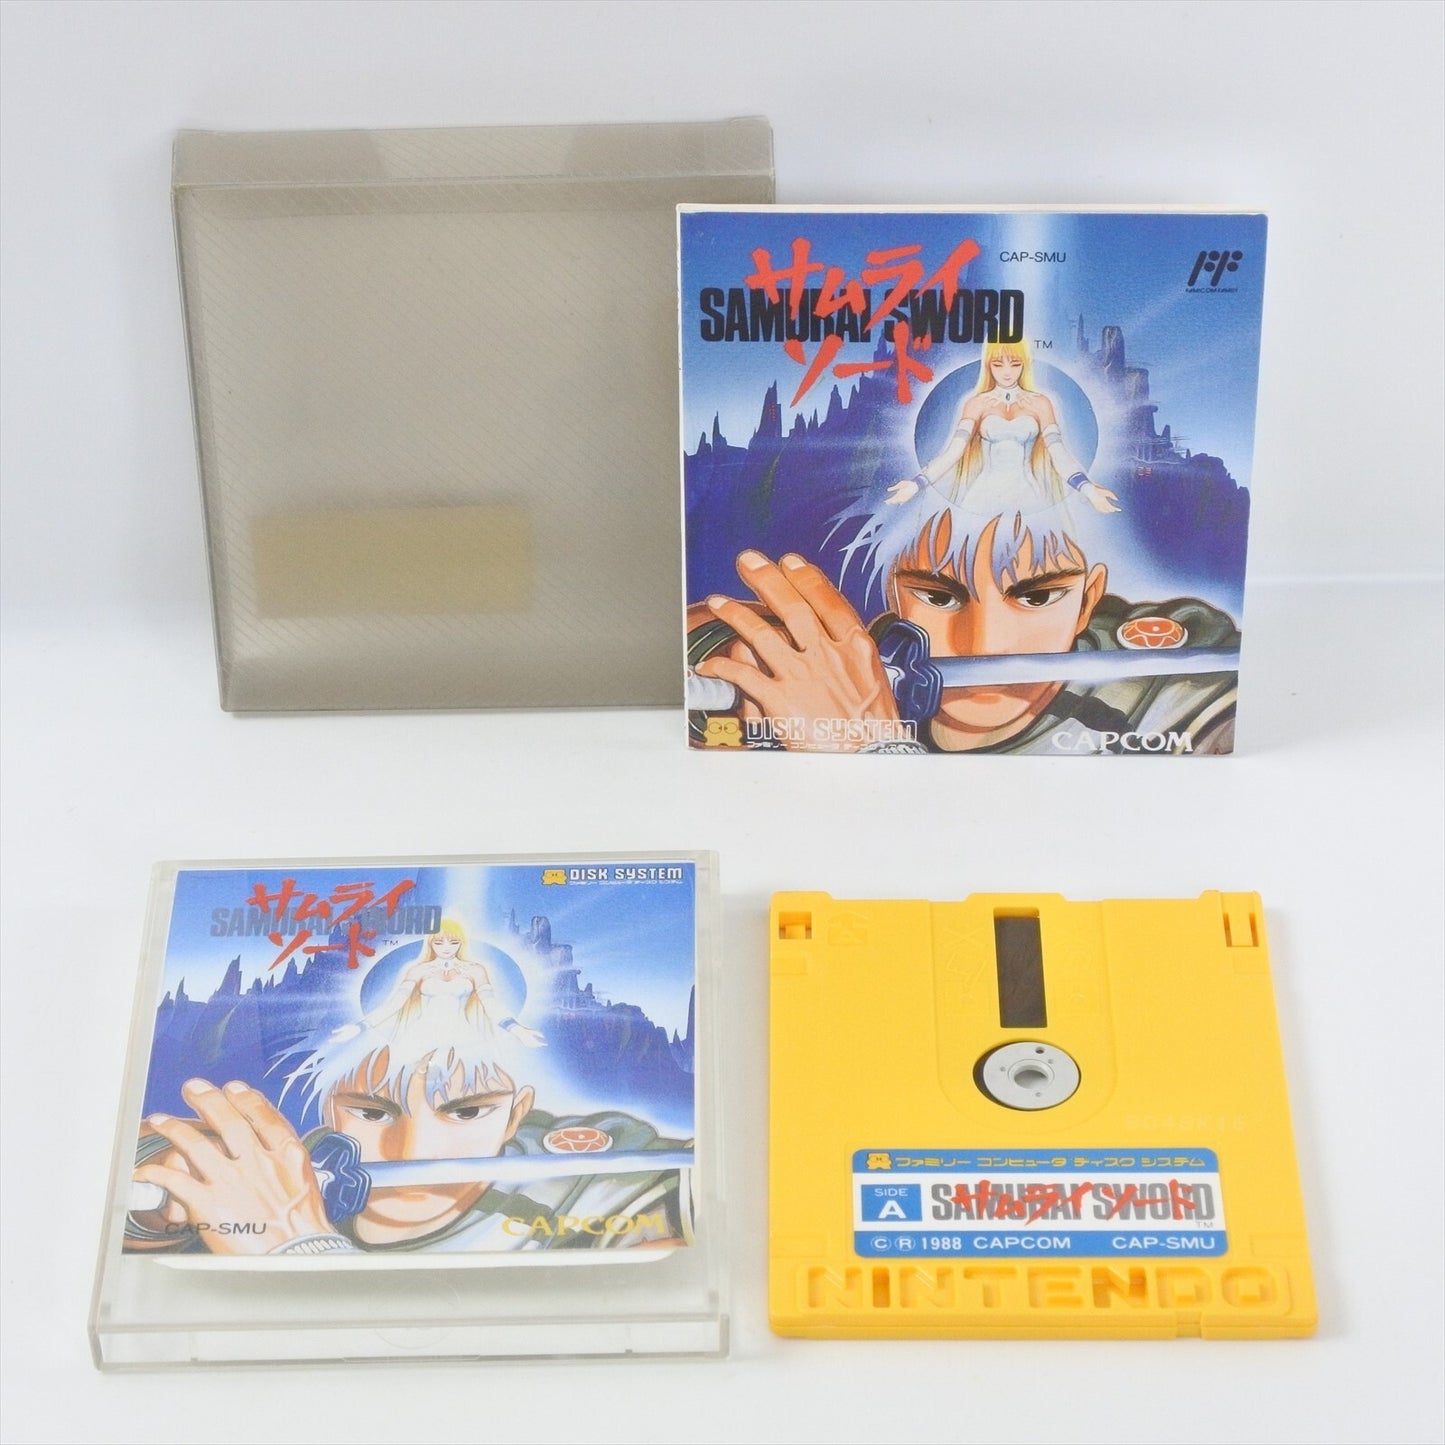 サムライ
CAP-SMU
FAMICOM FAMILY
SAMURAI SWORD
TM
ソード
DISK SYSTEM
ファミリー コンピュータ ディスク システム
CAPCOM
DISK SYSTEM
ファミリー コンピュータ ディスク システム
サムライ
SAMURAI SWORD
TM
ソード
CAP-SMU
CAPCOM
ファミリー コンピュータ ディスク システム
SIDE
A
SAMURAI SWORD
サムライ ソード
TM
© ® 1988 CAPCOM CAP-SMU
NINTENDO